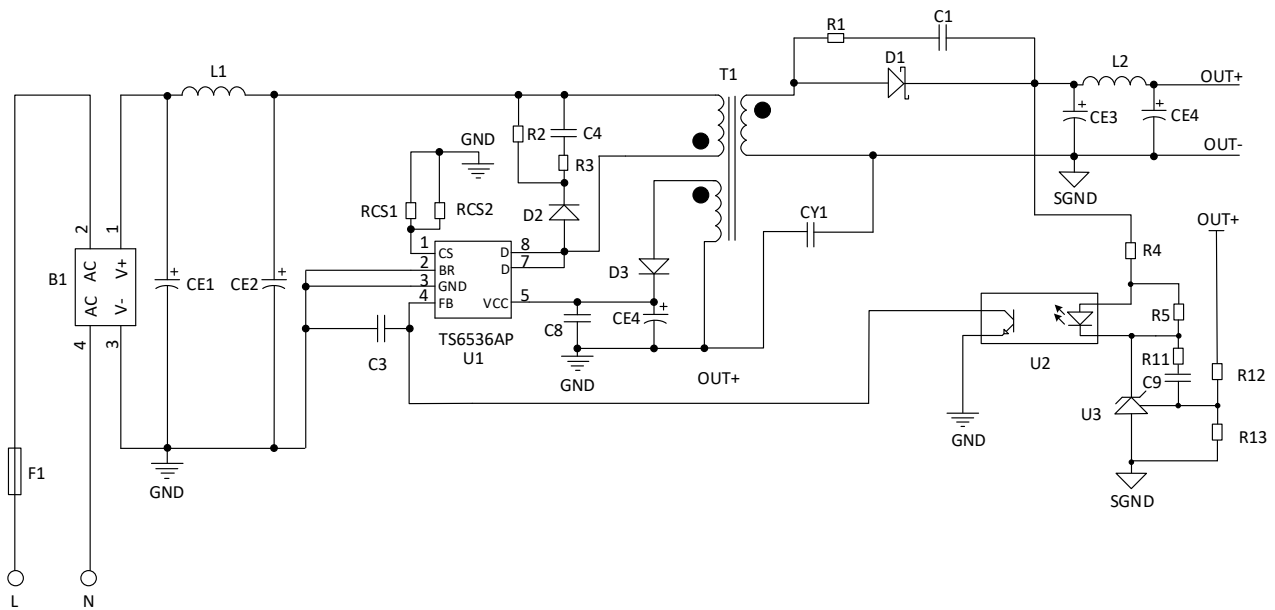 R1
C1
L1
T1
D1
L2
OUT+
CE3
CE4
R2
C4
GND
R3
OUT-
SGND
RCS1
RCS2
D2
CY1
OUT+
2
1
1
CS
D
8
R4
B1
AC
AC
V+
V-
CE1
CE2
2
BR
D
7
D3
3
GND
4
FB
VCC
5
R5
4
3
C3
TS6536AP
U1
C8
CE4
U2
R11
C9
R12
GND
OUT+
U3
R13
GND
F1
GND
SGND
L
N